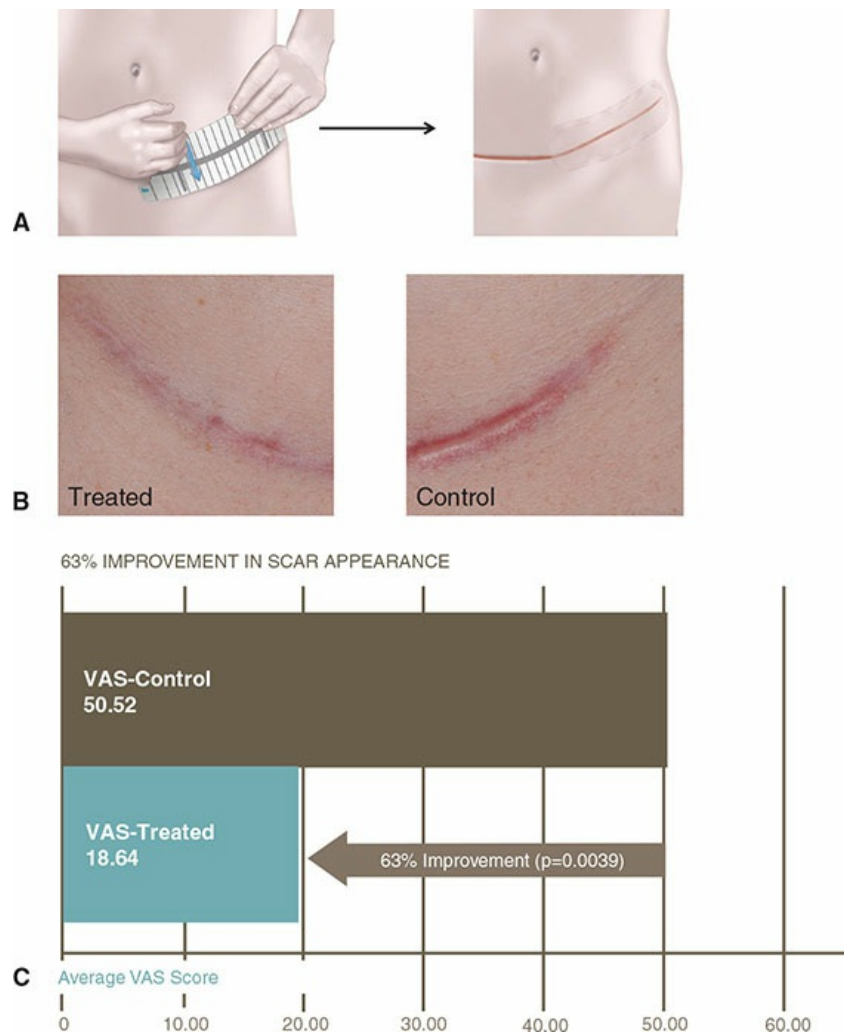 A
Treated
Control
B
63% IMPROVEMENT IN SCAR APPEARANCE
VAS-Control
50.52
VAS-Treated
18.64
63% Improvement (p=0.0039)
C
Average VAS Score
0 10.00 20.00 30.00 40.00 50.00 60.00